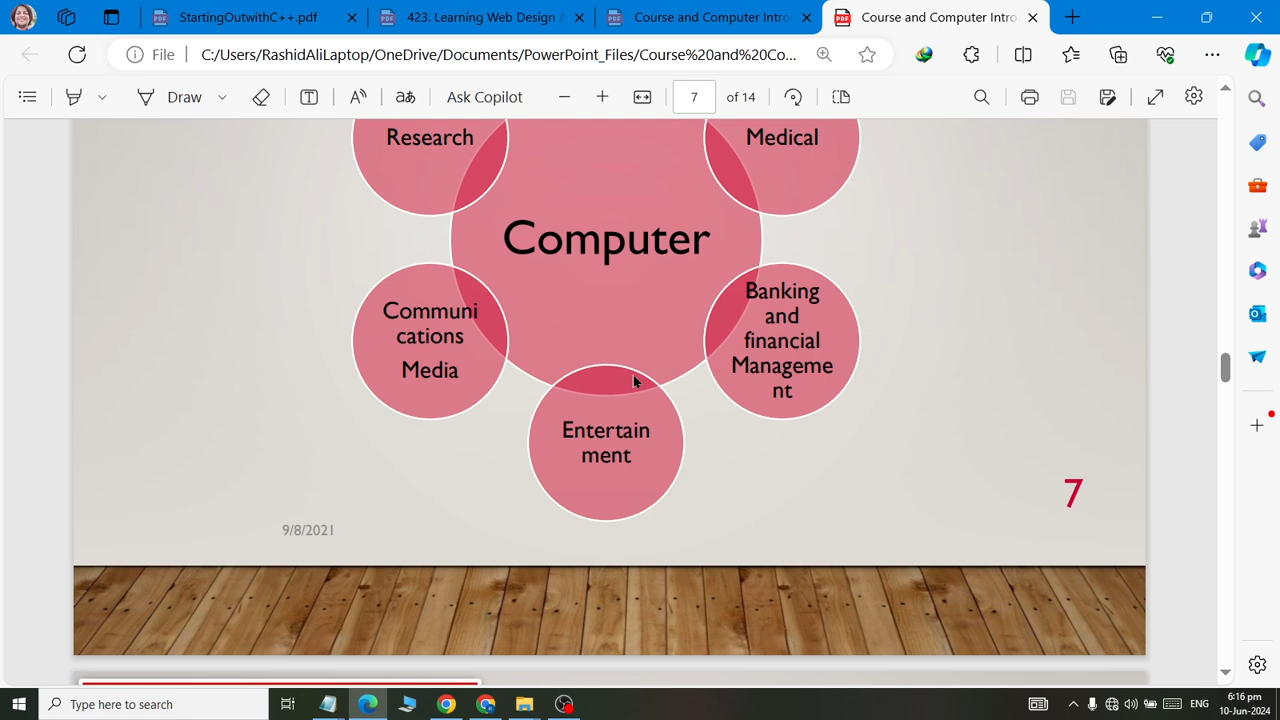 StartingOutwithC++.pdf
423. Learning Web Design
Course and Computer Intro
Course and Computer Intro
File
C:/Users/RashidAliLaptop/OneDrive/Documents/PowerPoint_Files/Course%20and%20Co...
Draw
Ask Copilot
7
of 14
Research
Medical
Computer
Communi
cations
Media
Banking
and
financial
Manageme
nt
Entertain
ment
7
9/8/2021
Type here to search
ENG
6:16 pm
10-Jun-2024